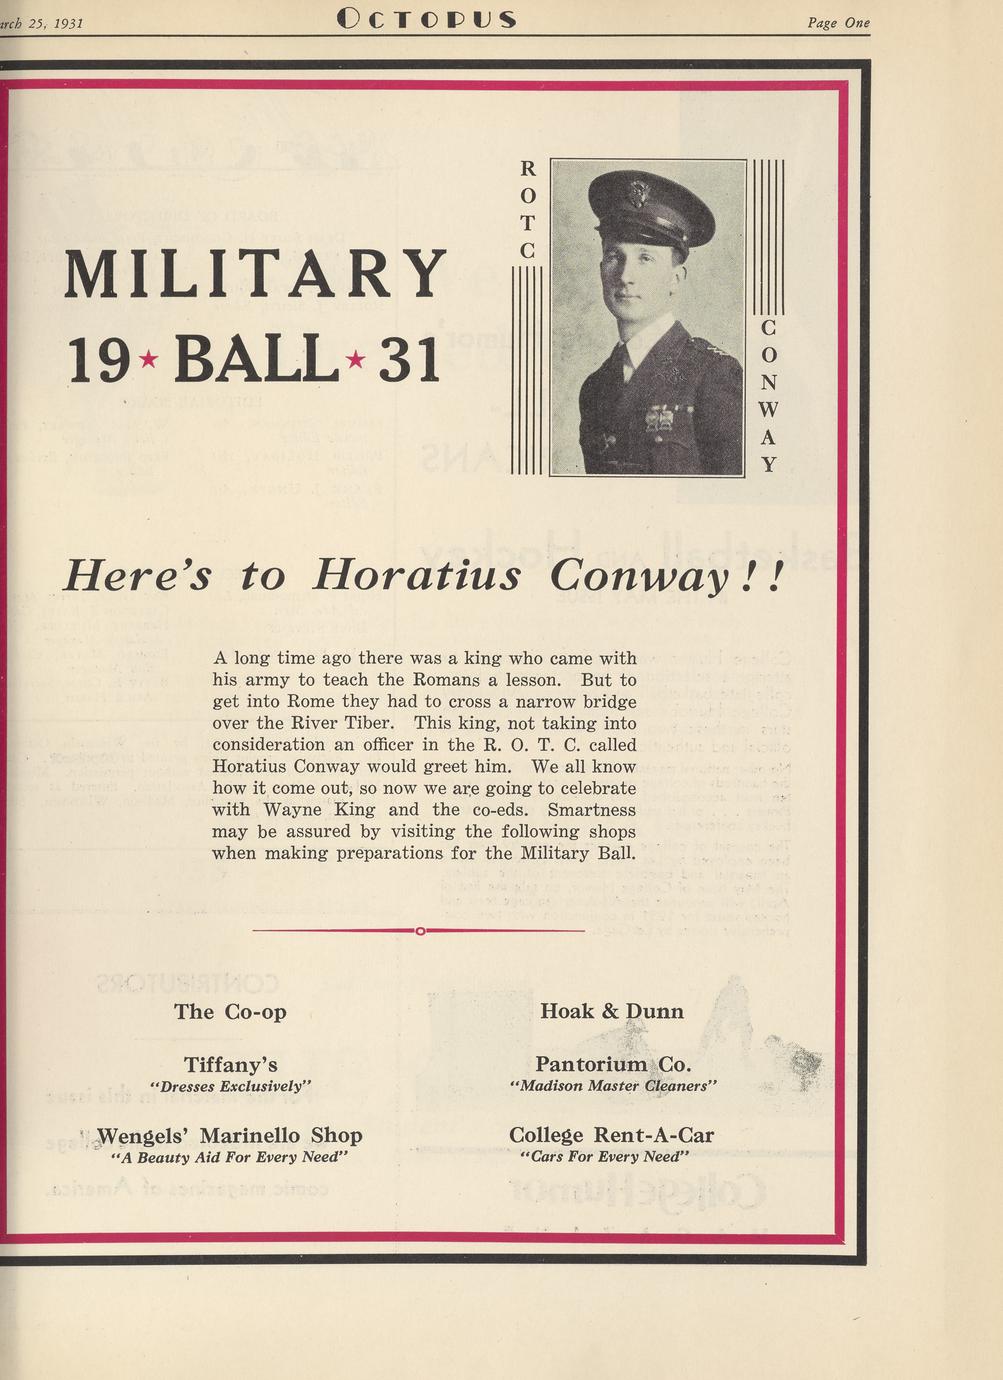 arch 25, 1931
OCTOPUS
Page One
ROTC
CONWAY
MILITARY
19 ★ BALL ★ 31
Here's to Horatius Conway!!
A long time ago there was a king who came with
his army to teach the Romans a lesson. But to
get into Rome they had to cross a narrow bridge
over the River Tiber. This king, not taking into
consideration an officer in the R. O. T. C. called
Horatius Conway would greet him. We all know
how it come out, so now we are going to celebrate
with Wayne King and the co-eds. Smartness
may be assured by visiting the following shops
when making preparations for the Military Ball.
The Co-op
Tiffany's
"Dresses Exclusively"
Wengels' Marinello Shop
"A Beauty Aid For Every Need"
Hoak & Dunn
Pantorium Co.
"Madison Master Cleaners"
College Rent-A-Car
"Cars For Every Need"